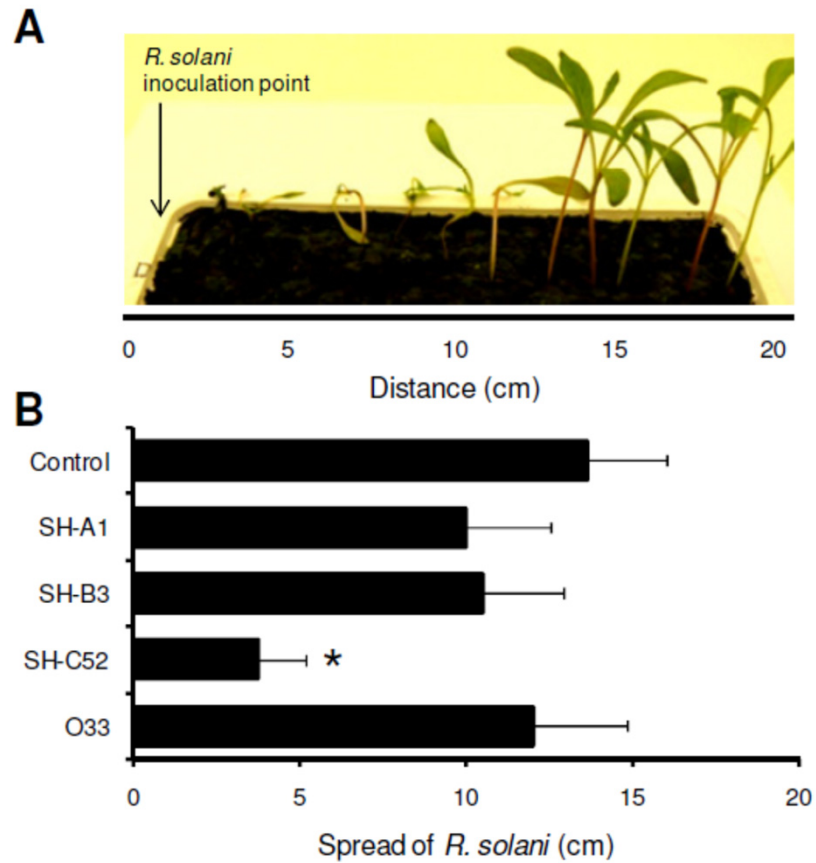 A
R. solani
inoculation point
0 5 10 15 20
Distance (cm)
B
Control
SH-A1
SH-B3
SH-C52 *
O33
0 5 10 15 20
Spread of R. solani (cm)